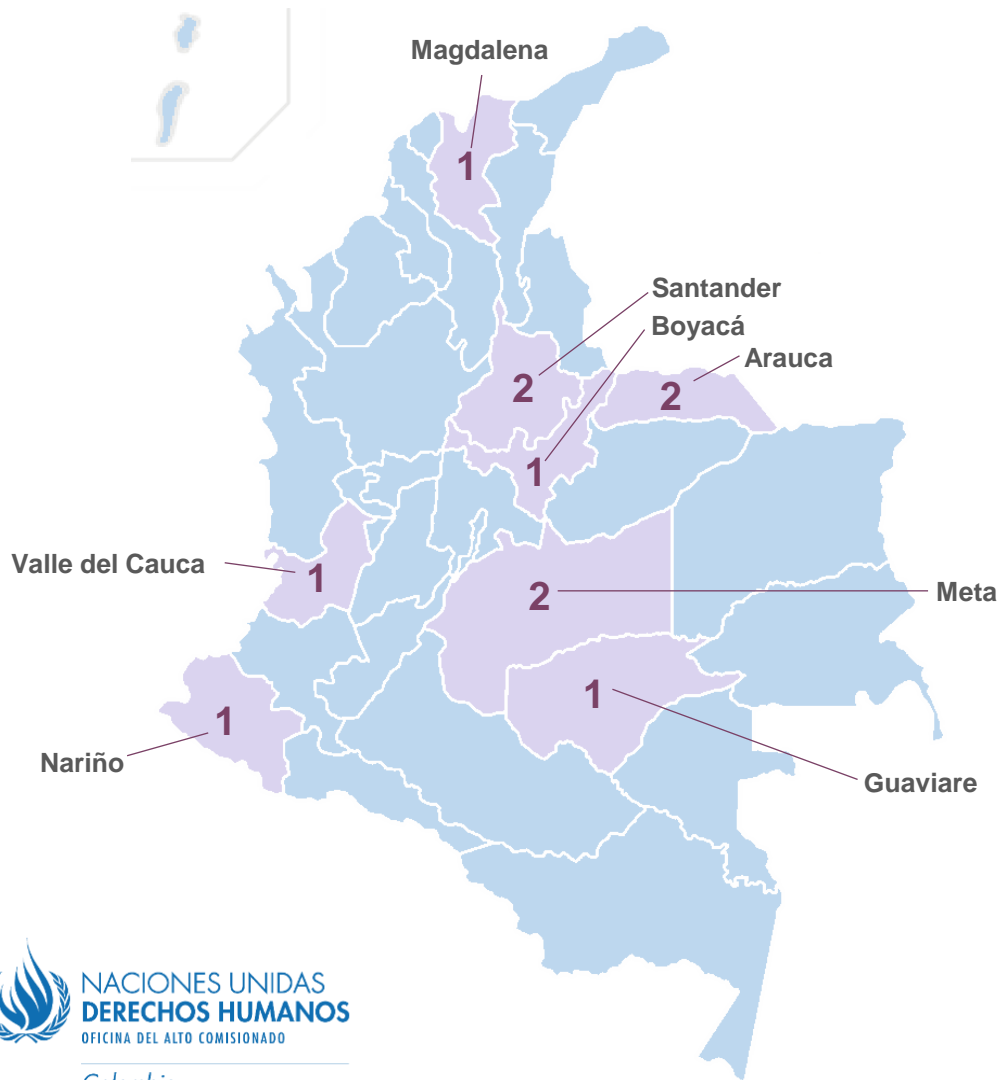 Magdalena
1
Santander
Boyacá
Arauca
2
2
1
Valle del Cauca
1
2
Meta
1
1
Nariño
Guaviare
NACIONES UNIDAS
DERECHOS HUMANOS
OFICINA DEL ALTO COMISIONADO